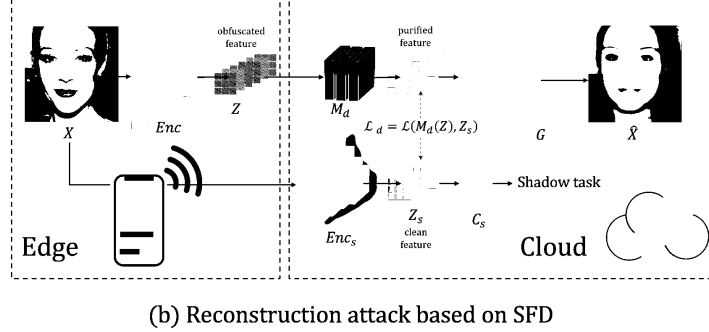 obfuscated
feature
purified
feature
X
Enc
Z
M_d
ℒ_d = ℒ(M_d(Z), Z_s)
G
X̂
Shadow task
Edge
Enc_s
Z_s
clean
feature
C_s
Cloud
(b) Reconstruction attack based on SFD